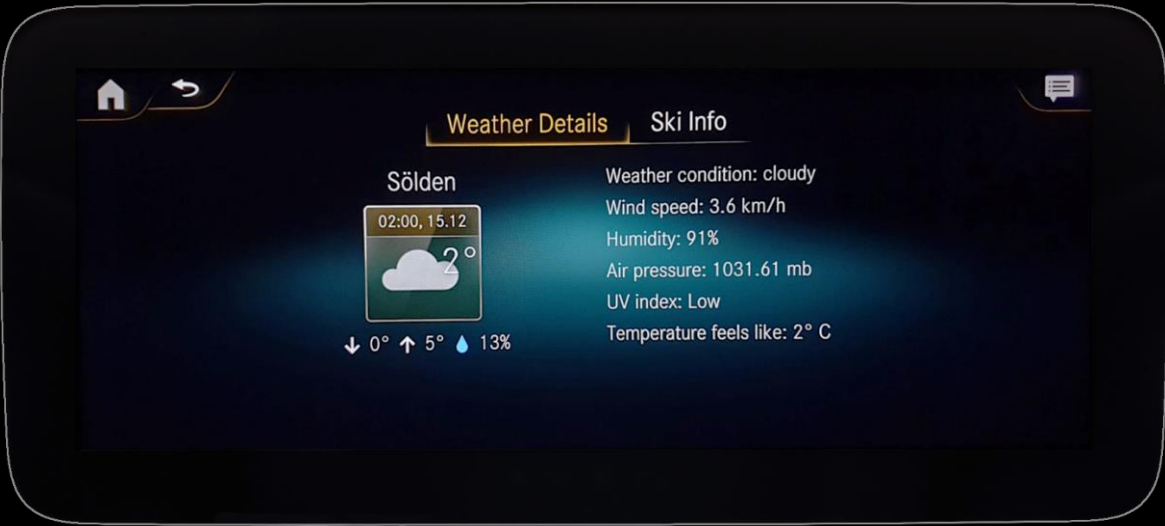 Weather Details
Ski Info
Sölden
02:00, 15.12
2°
0° 5° 13%
Weather condition: cloudy
Wind speed: 3.6 km/h
Humidity: 91%
Air pressure: 1031.61 mb
UV index: Low
Temperature feels like: 2° C